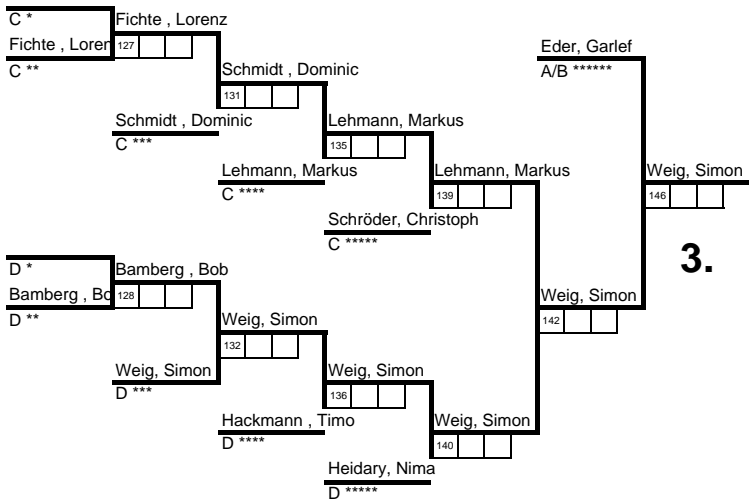 C *
Fichte , Lorenz
Fichte , Loren
127
C **
Eder, Garlef
A/B ******
Schmidt , Dominic
131
Schmidt , Dominic
C ***
Lehmann, Markus
135
Lehmann, Markus
C ****
Lehmann, Markus
139
Weig, Simon
146
Schröder, Christoph
C *****
3.
D *
Bamberg , Bob
Bamberg , Bo
128
D **
Weig, Simon
142
Weig, Simon
132
Weig, Simon
D ***
Weig, Simon
136
Hackmann , Timo
D ****
Weig, Simon
140
Heidary, Nima
D *****